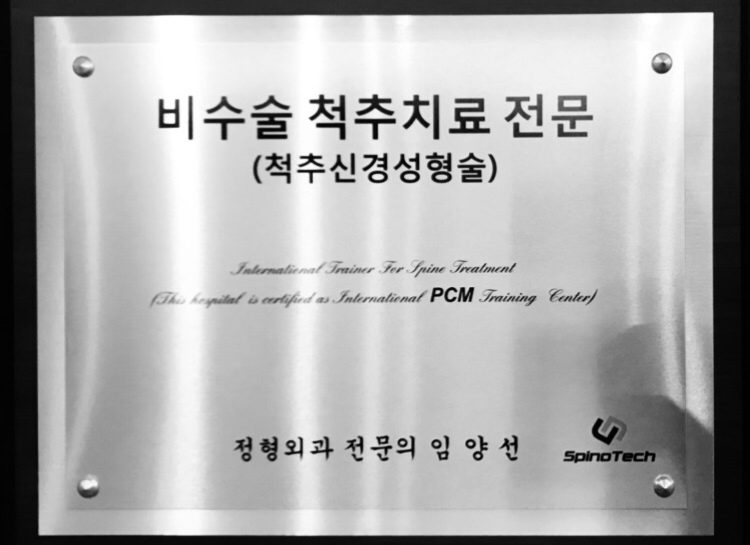 비수술 척추치료 전문
(척추신경성형술)
International Trainer For Spine Treatment
(This hospital is certified as International PCM Training Center)
정형외과 전문의 임양선
SpinoTech